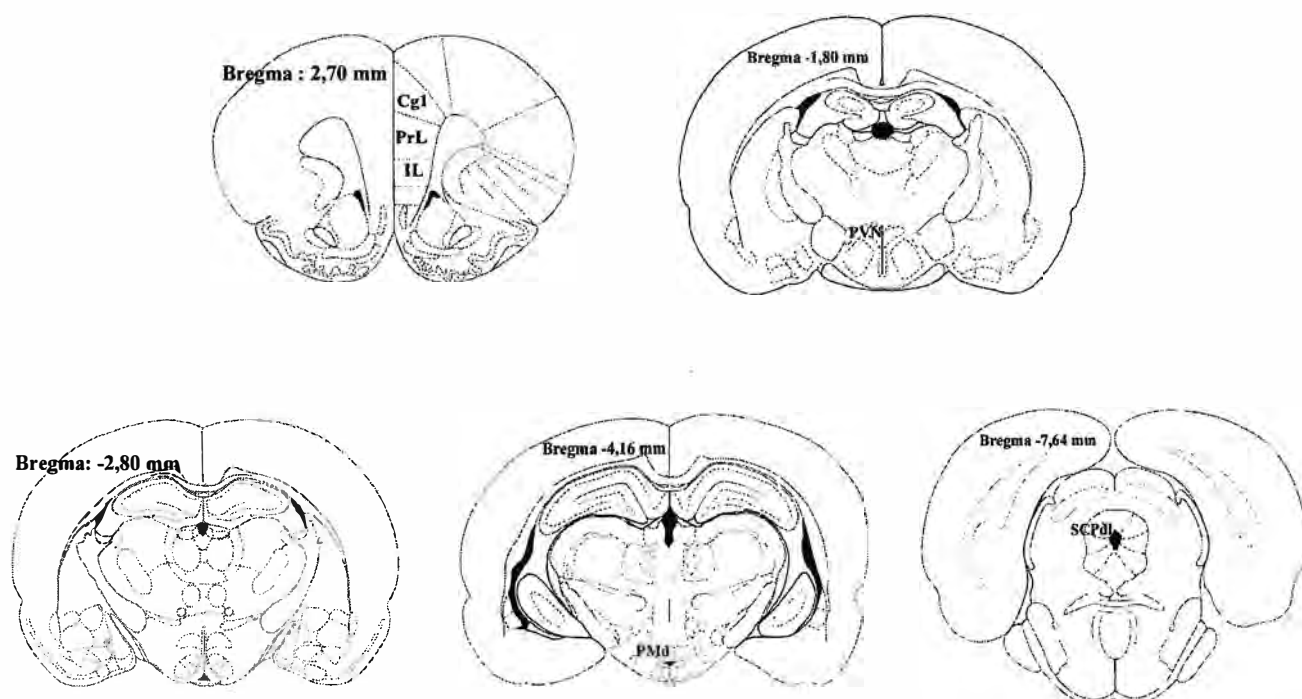 Bregma : 2,70 mm
Cg1
PrL
IL
Bregma -1,80 mm
PVN
Bregma: -2,80 mm
Bregma -4,16 mm
PMd
Bregma -7,64 mm
SCPdl